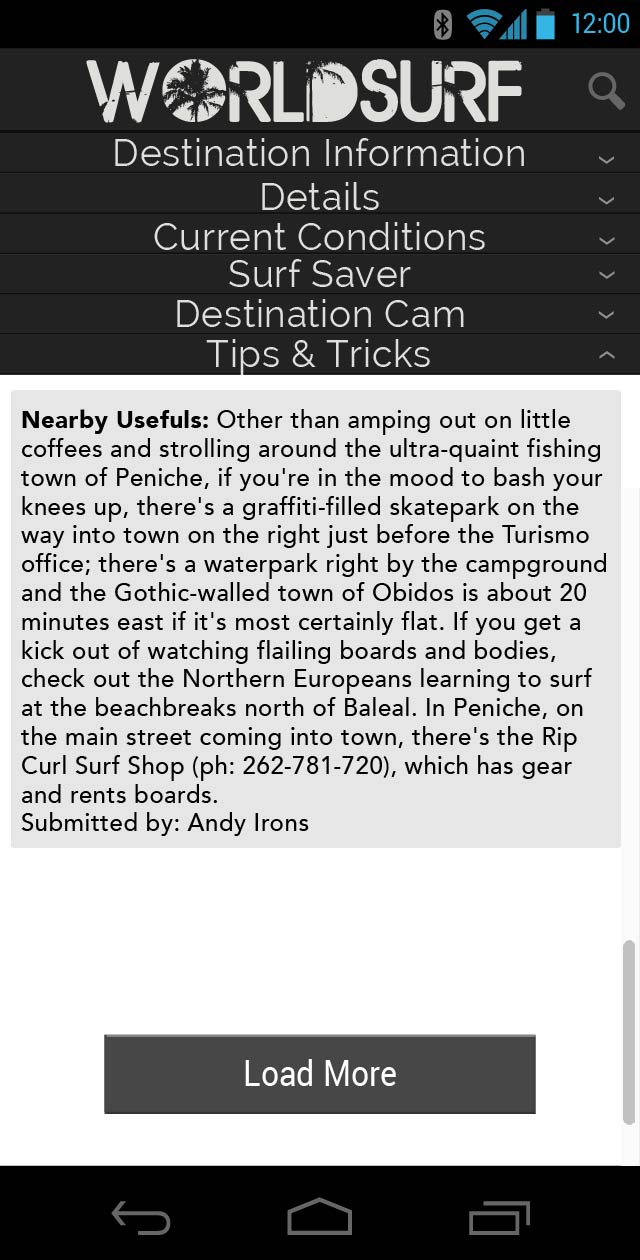 12:00
WORLDSURF
Destination Information
Details
Current Conditions
Surf Saver
Destination Cam
Tips & Tricks
Nearby Usefuls: Other than amping out on little
coffees and strolling around the ultra-quaint fishing
town of Peniche, if you're in the mood to bash your
knees up, there's a graffiti-filled skatepark on the
way into town on the right just before the Turismo
office; there's a waterpark right by the campground
and the Gothic-walled town of Obidos is about 20
minutes east if it's most certainly flat. If you get a
kick out of watching flailing boards and bodies,
check out the Northern Europeans learning to surf
at the beachbreaks north of Baleal. In Peniche, on
the main street coming into town, there's the Rip
Curl Surf Shop (ph: 262-781-720), which has gear
and rents boards.
Submitted by: Andy Irons
Load More